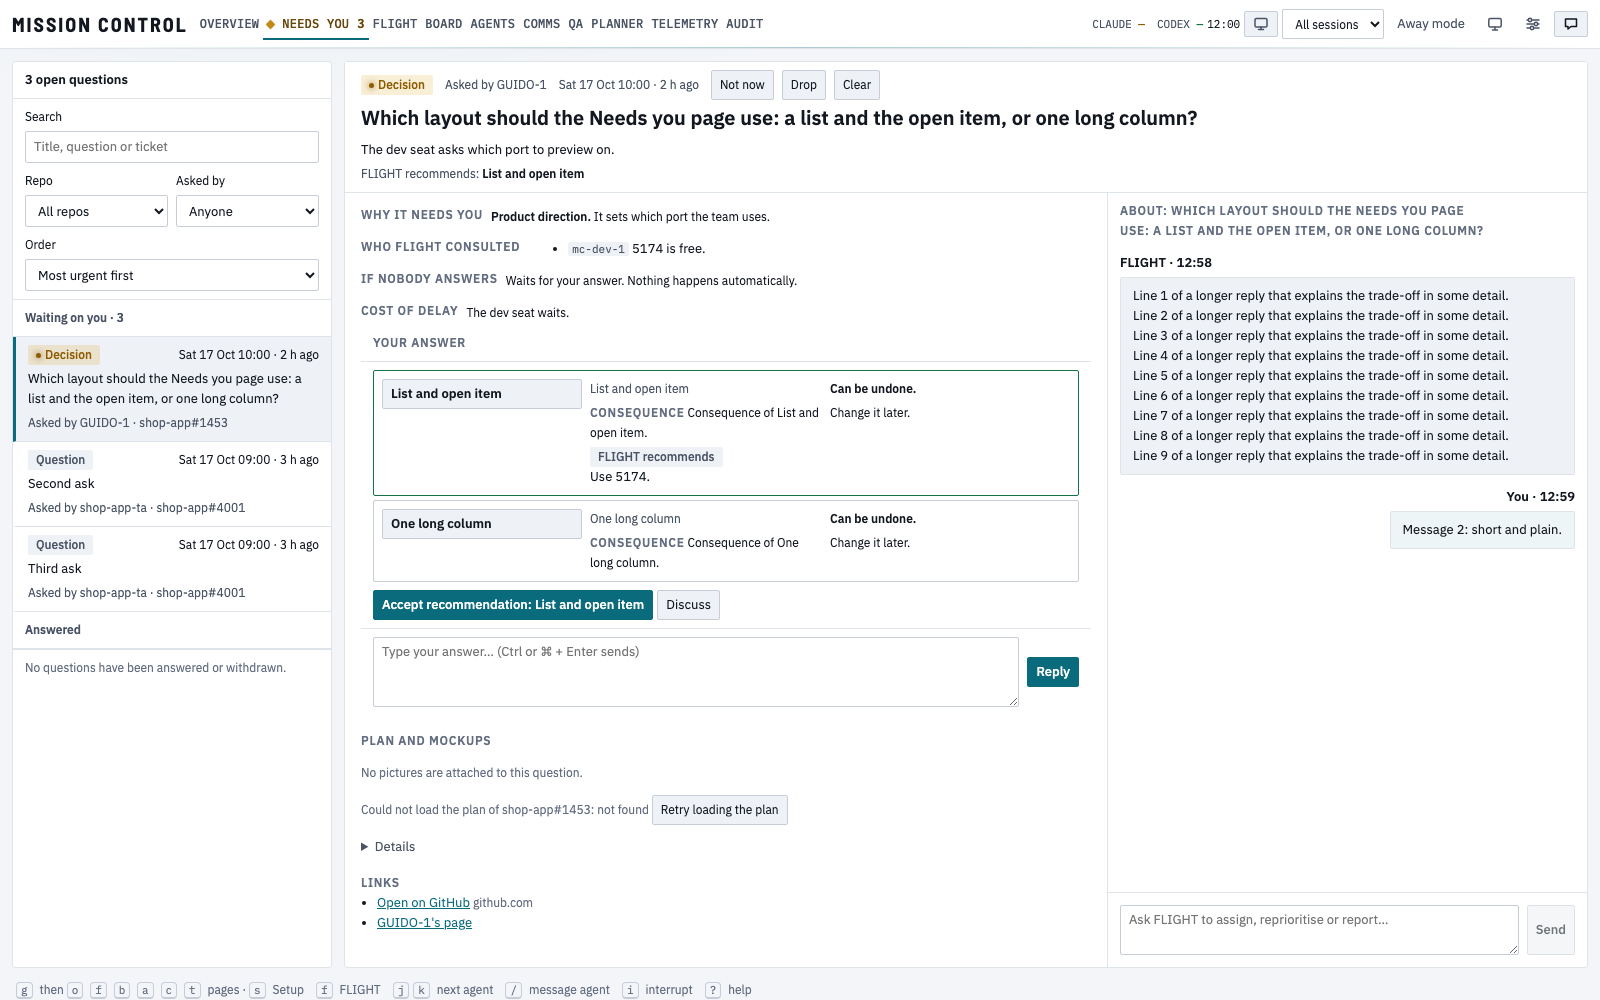 MISSION CONTROL OVERVIEW ◆ NEEDS YOU 3 FLIGHT BOARD AGENTS COMMS QA PLANNER TELEMETRY AUDIT CLAUDE — CODEX — 12:00 All sessions Away mode
3 open questions
Search
Title, question or ticket
Repo Asked by
All repos Anyone
Order
Most urgent first
Waiting on you · 3
Decision Sat 17 Oct 10:00 · 2 h ago
Which layout should the Needs you page use: a
list and the open item, or one long column?
Asked by GUIDO-1 · shop-app#1453
Question Sat 17 Oct 09:00 · 3 h ago
Second ask
Asked by shop-app-ta · shop-app#4001
Question Sat 17 Oct 09:00 · 3 h ago
Third ask
Asked by shop-app-ta · shop-app#4001
Answered
No questions have been answered or withdrawn.
Decision Asked by GUIDO-1 Sat 17 Oct 10:00 · 2 h ago Not now Drop Clear
Which layout should the Needs you page use: a list and the open item, or one long column?
The dev seat asks which port to preview on.
FLIGHT recommends: List and open item
WHY IT NEEDS YOU Product direction. It sets which port the team uses.
WHO FLIGHT CONSULTED • mc-dev-1 5174 is free.
IF NOBODY ANSWERS Waits for your answer. Nothing happens automatically.
COST OF DELAY The dev seat waits.
YOUR ANSWER
List and open item List and open item Can be undone.
CONSEQUENCE Consequence of List and Change it later.
open item.
FLIGHT recommends
Use 5174.
One long column One long column Can be undone.
CONSEQUENCE Consequence of One Change it later.
long column.
Accept recommendation: List and open item Discuss
Type your answer... (Ctrl or ⌘ + Enter sends)
Reply
PLAN AND MOCKUPS
No pictures are attached to this question.
Could not load the plan of shop-app#1453: not found Retry loading the plan
▶ Details
LINKS
• Open on GitHub github.com
• GUIDO-1's page
ABOUT: WHICH LAYOUT SHOULD THE NEEDS YOU PAGE
USE: A LIST AND THE OPEN ITEM, OR ONE LONG COLUMN?
FLIGHT · 12:58
Line 1 of a longer reply that explains the trade-off in some detail.
Line 2 of a longer reply that explains the trade-off in some detail.
Line 3 of a longer reply that explains the trade-off in some detail.
Line 4 of a longer reply that explains the trade-off in some detail.
Line 5 of a longer reply that explains the trade-off in some detail.
Line 6 of a longer reply that explains the trade-off in some detail.
Line 7 of a longer reply that explains the trade-off in some detail.
Line 8 of a longer reply that explains the trade-off in some detail.
Line 9 of a longer reply that explains the trade-off in some detail.
You · 12:59
Message 2: short and plain.
Ask FLIGHT to assign, reprioritise or report...
Send
g then o f b a c t pages · s Setup f FLIGHT j k next agent / message agent i interrupt ? help